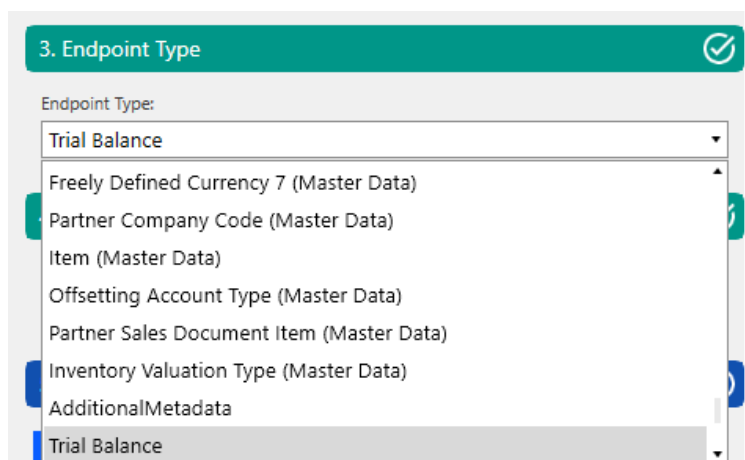 3. Endpoint Type
Endpoint Type:
Trial Balance
Freely Defined Currency 7 (Master Data)
Partner Company Code (Master Data)
Item (Master Data)
Offsetting Account Type (Master Data)
Partner Sales Document Item (Master Data)
Inventory Valuation Type (Master Data)
AdditionalMetadata
Trial Balance